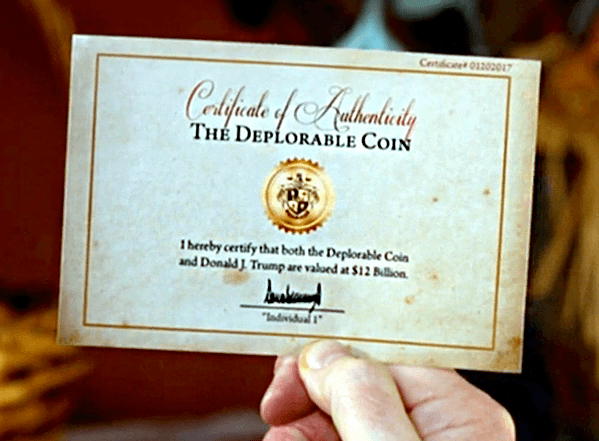 Certificate# 01202017
Certificate of Authenticity
THE DEPLORABLE COIN
I hereby certify that both the Deplorable Coin
and Donald J. Trump are valued at $12 Billion.
"Individual 1"